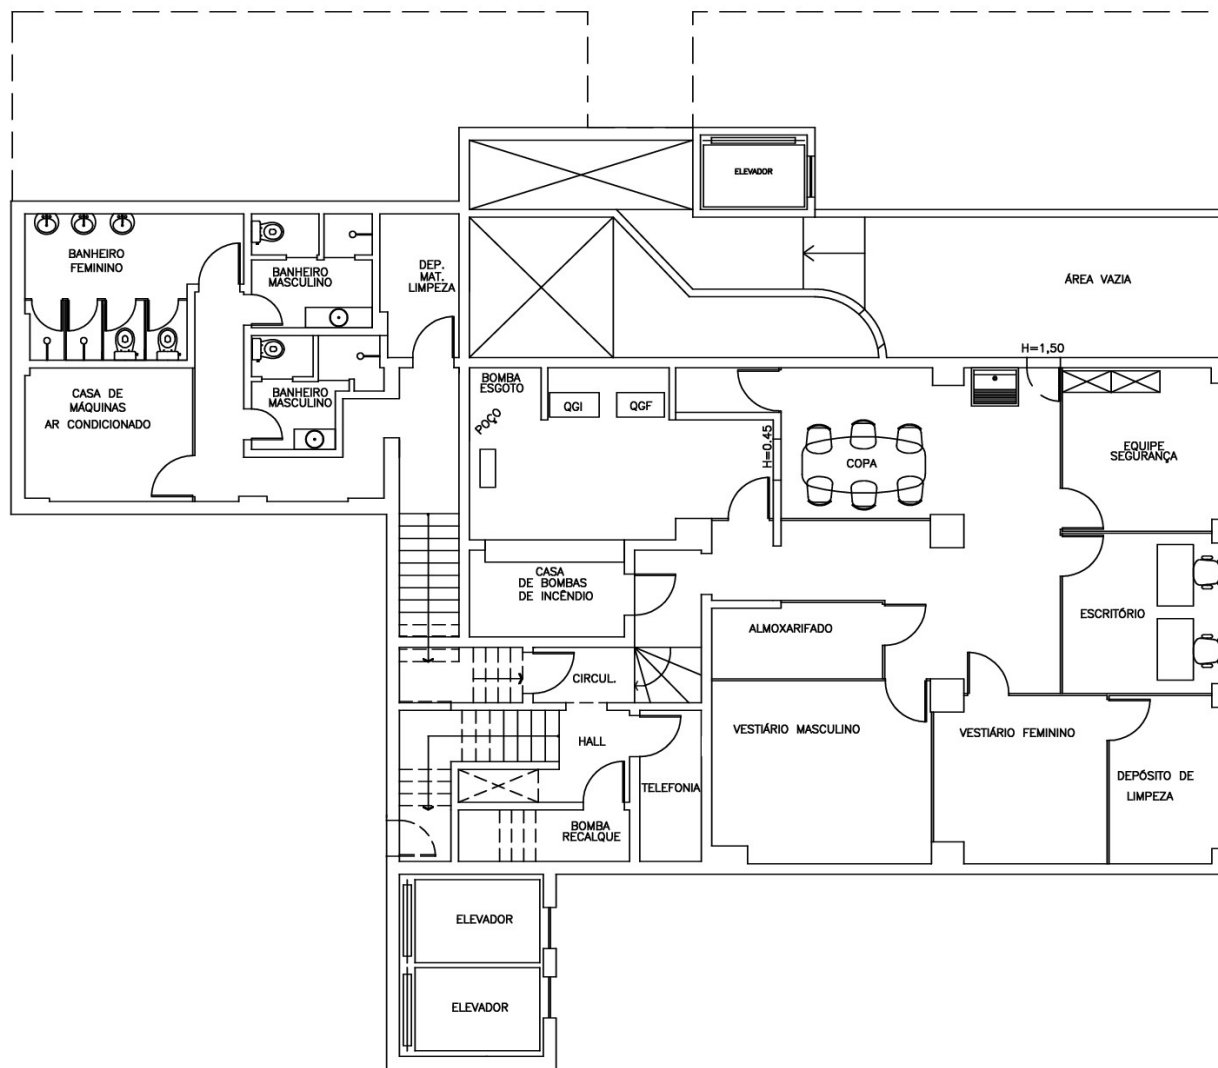 ELEVADOR
BANHEIRO
FEMININO
BANHEIRO
MASCULINO
DEP.
MAT.
LIMPEZA
ÁREA VAZIA
H=1,50
CASA DE
MÁQUINAS
AR CONDICIONADO
BANHEIRO
MASCULINO
BOMBA
ESGOTO
POÇO
QGI
QGF
H=0.45
COPA
EQUIPE
SEGURANÇA
CASA
DE BOMBAS
DE INCÊNDIO
ALMOXARIFADO
ESCRITÓRIO
CIRCUL.
HALL
VESTIÁRIO MASCULINO
VESTIÁRIO FEMININO
TELEFONIA
DEPÓSITO DE
LIMPEZA
BOMBA
RECALQUE
ELEVADOR
ELEVADOR